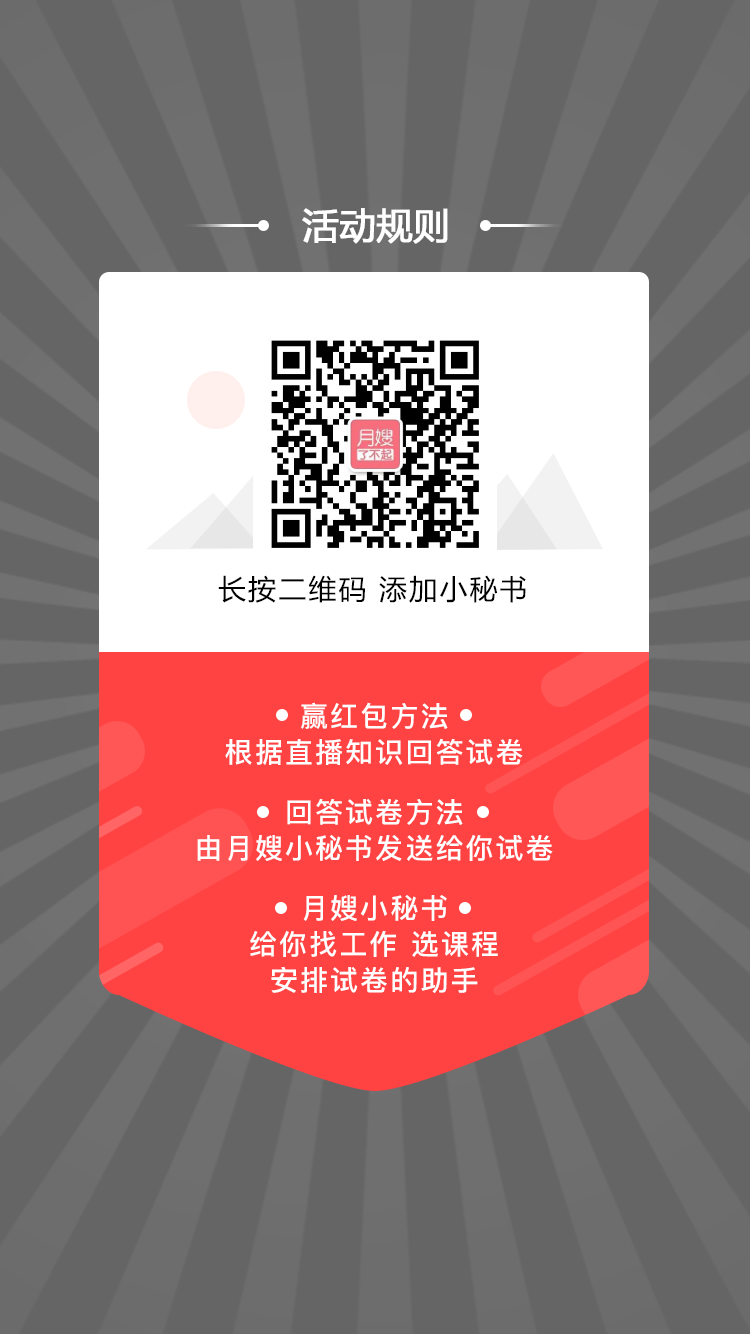 活动规则
月嫂
了不起
长按二维码 添加小秘书
• 赢红包方法 •
根据直播知识回答试卷
• 回答试卷方法 •
由月嫂小秘书发送给你试卷
• 月嫂小秘书 •
给你找工作 选课程
安排试卷的助手